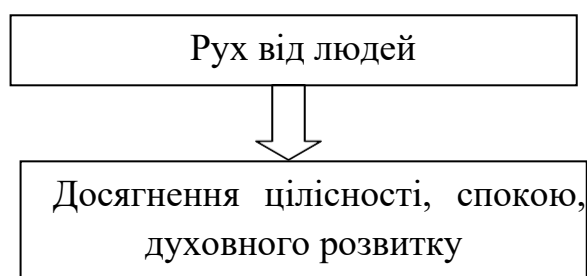 Рух від людей
Досягнення цілісності, спокою,
духовного розвитку